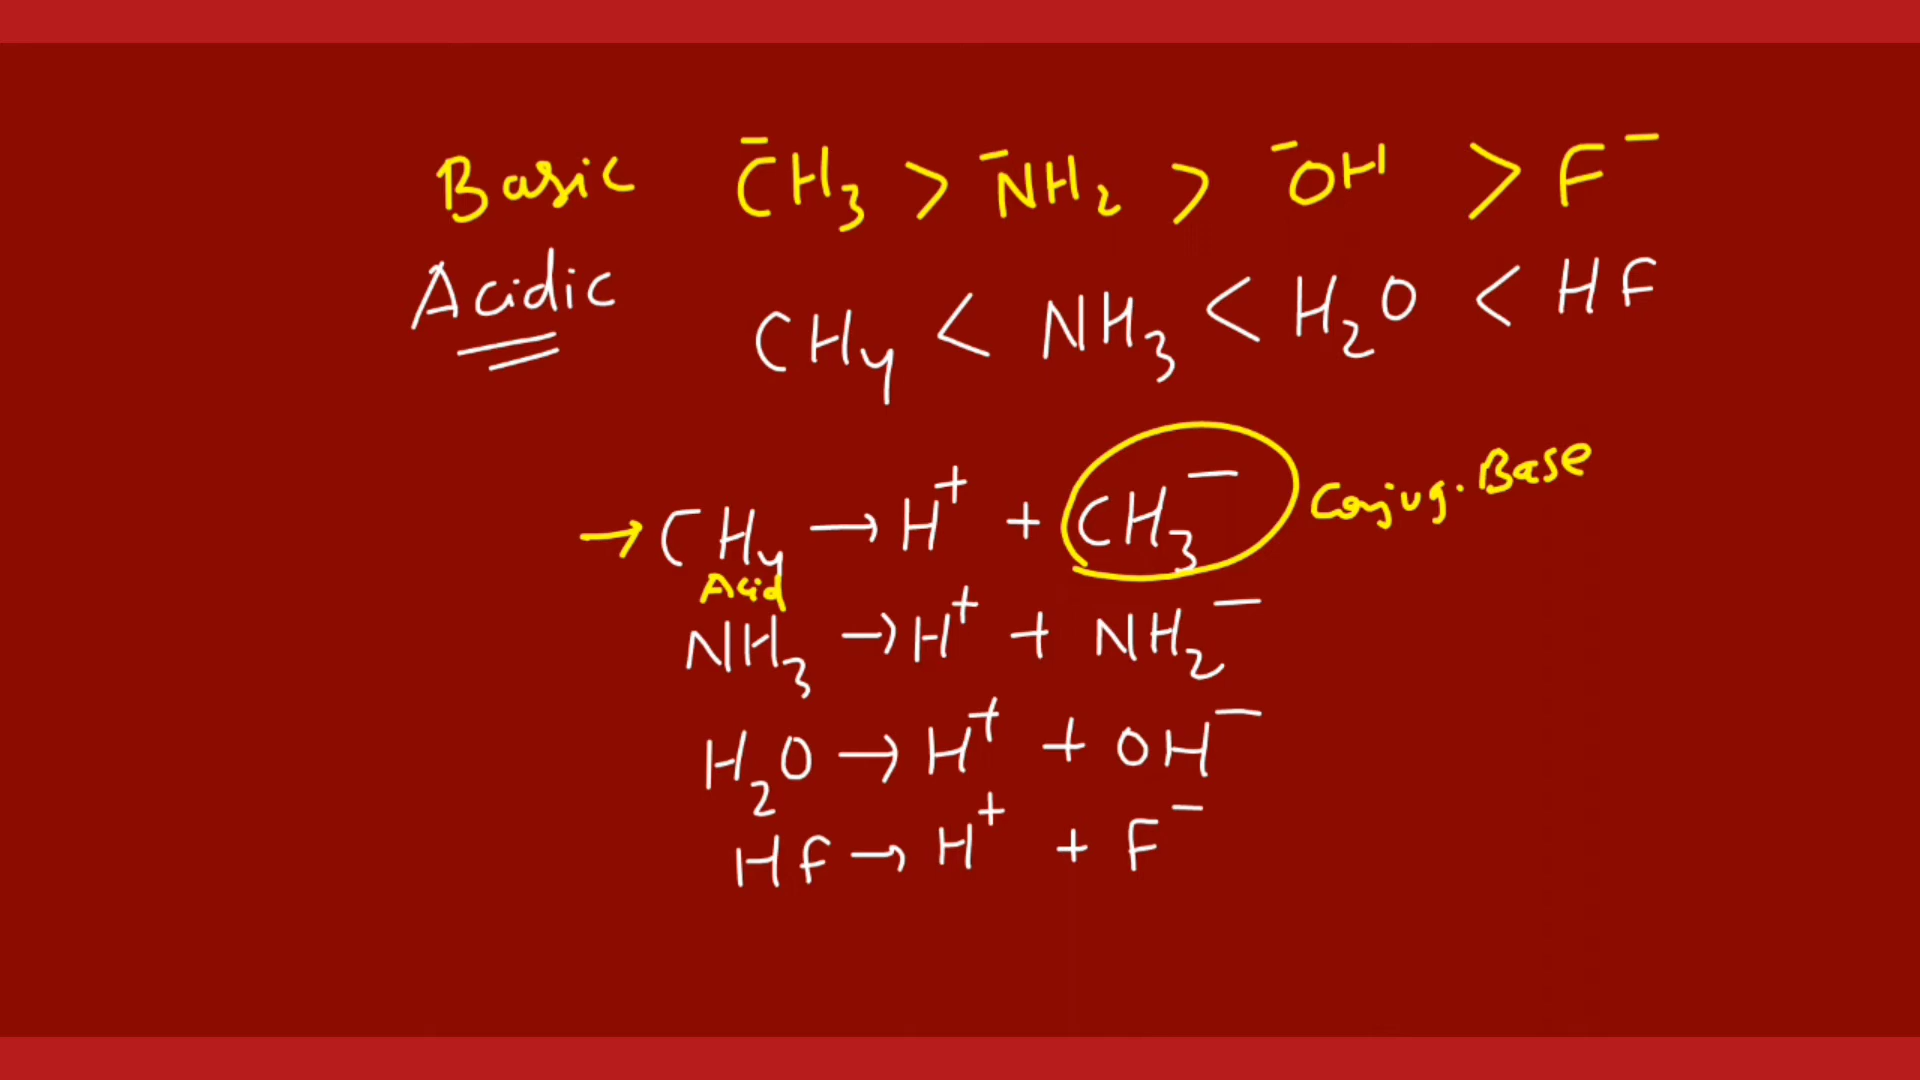 Basic ⁻CH₃ > ⁻NH₂ > ⁻OH > F⁻
Acidic CH₄ < NH₃ < H₂O < HF
→ CH₄ → H⁺ + CH₃⁻ Conjug. Base
Acid
NH₃ → H⁺ + NH₂⁻
H₂O → H⁺ + OH⁻
Hf → H⁺ + F⁻